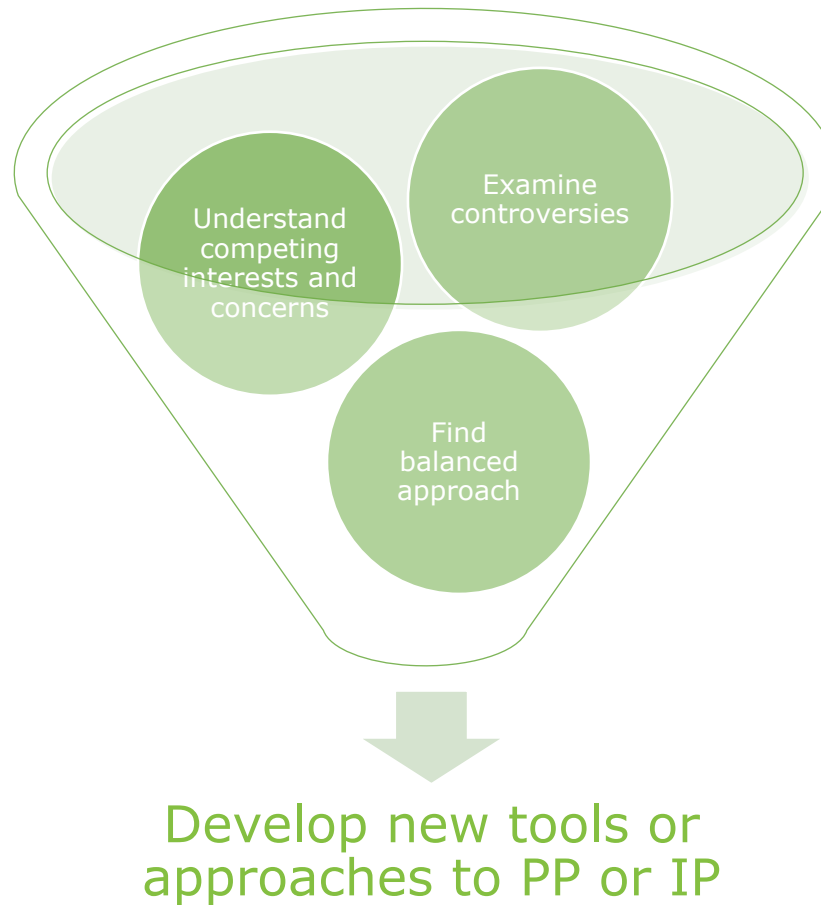 Understand
competing
interests and
concerns
Examine
controversies
Find
balanced
approach
Develop new tools or
approaches to PP or IP